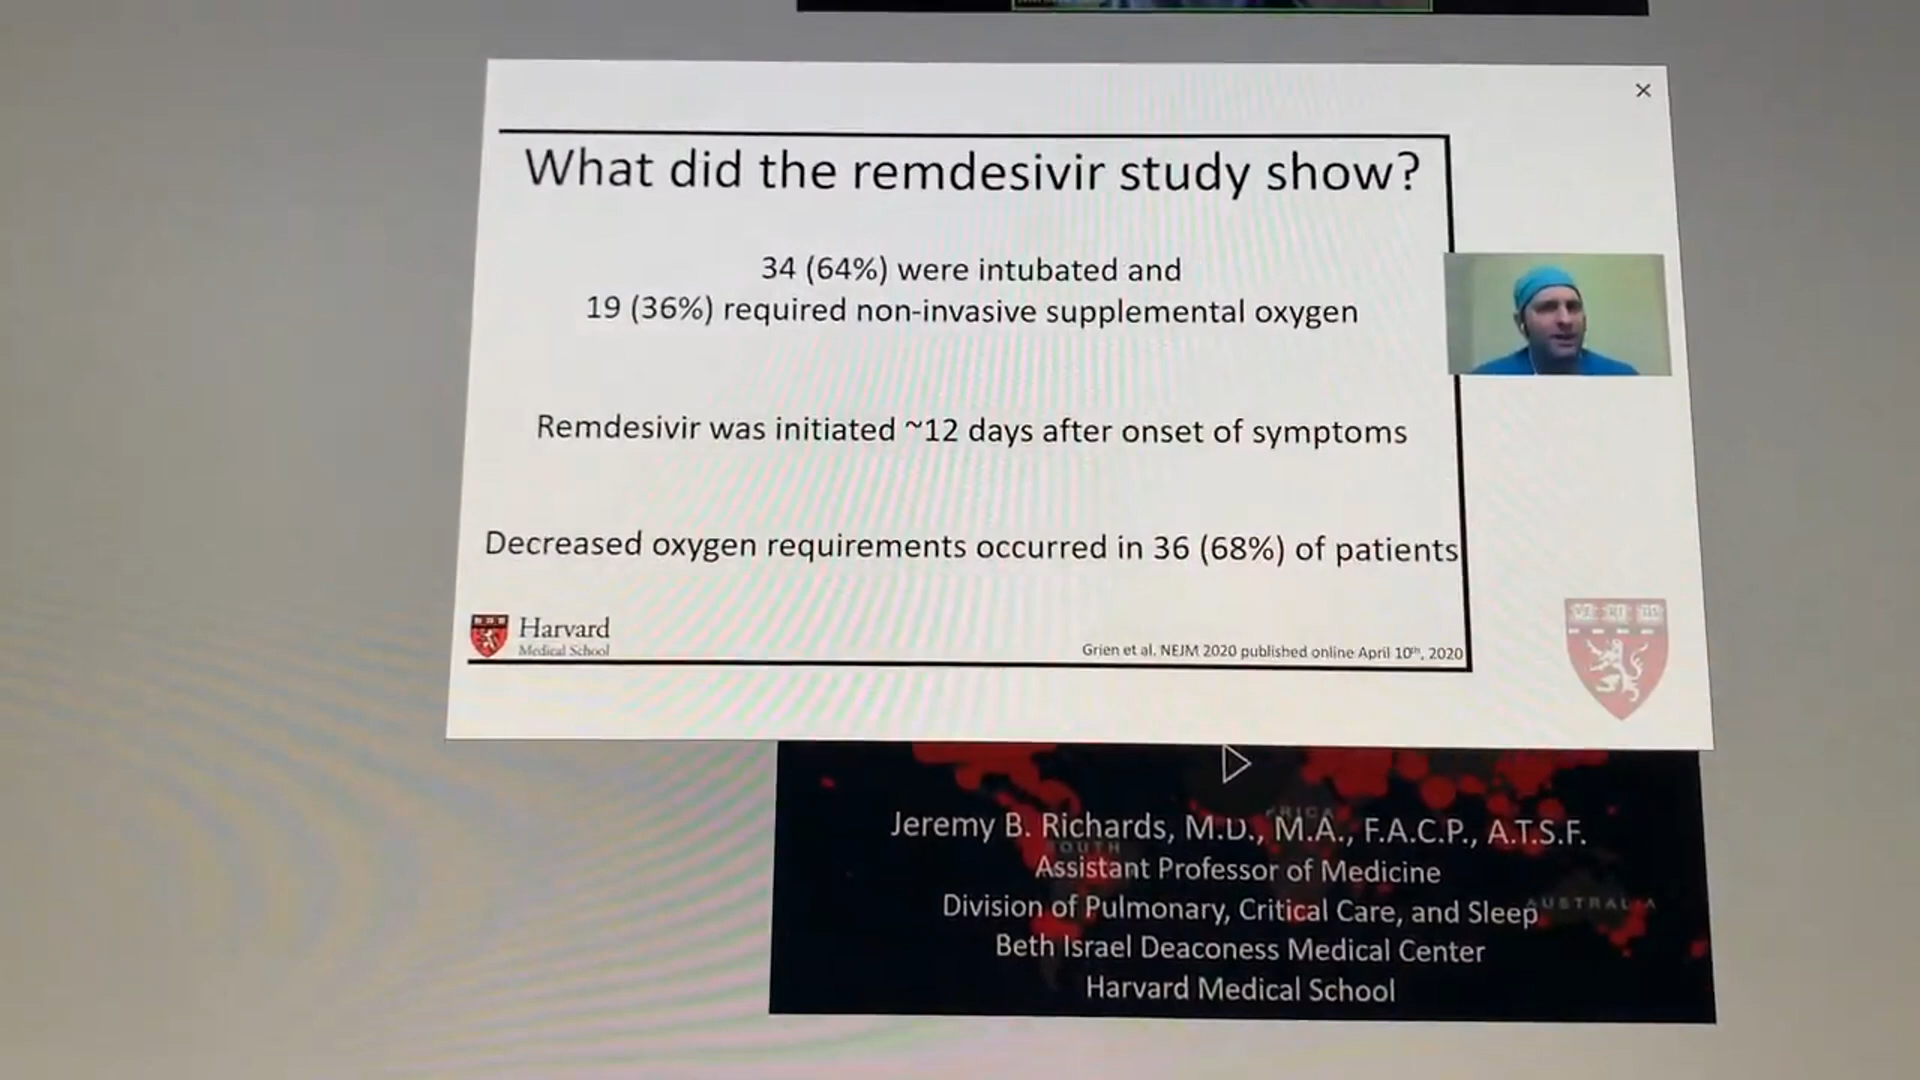 What did the remdesivir study show?
34 (64%) were intubated and
19 (36%) required non-invasive supplemental oxygen
Remdesivir was initiated ~12 days after onset of symptoms
Decreased oxygen requirements occurred in 36 (68%) of patients
Harvard
Medical School
Grien et al. NEJM 2020 published online April 10th, 2020
Jeremy B. Richards, M.D., M.A., F.A.C.P., A.T.S.F.
Assistant Professor of Medicine
Division of Pulmonary, Critical Care, and Sleep
AUSTRALIA
Beth Israel Deaconess Medical Center
Harvard Medical School